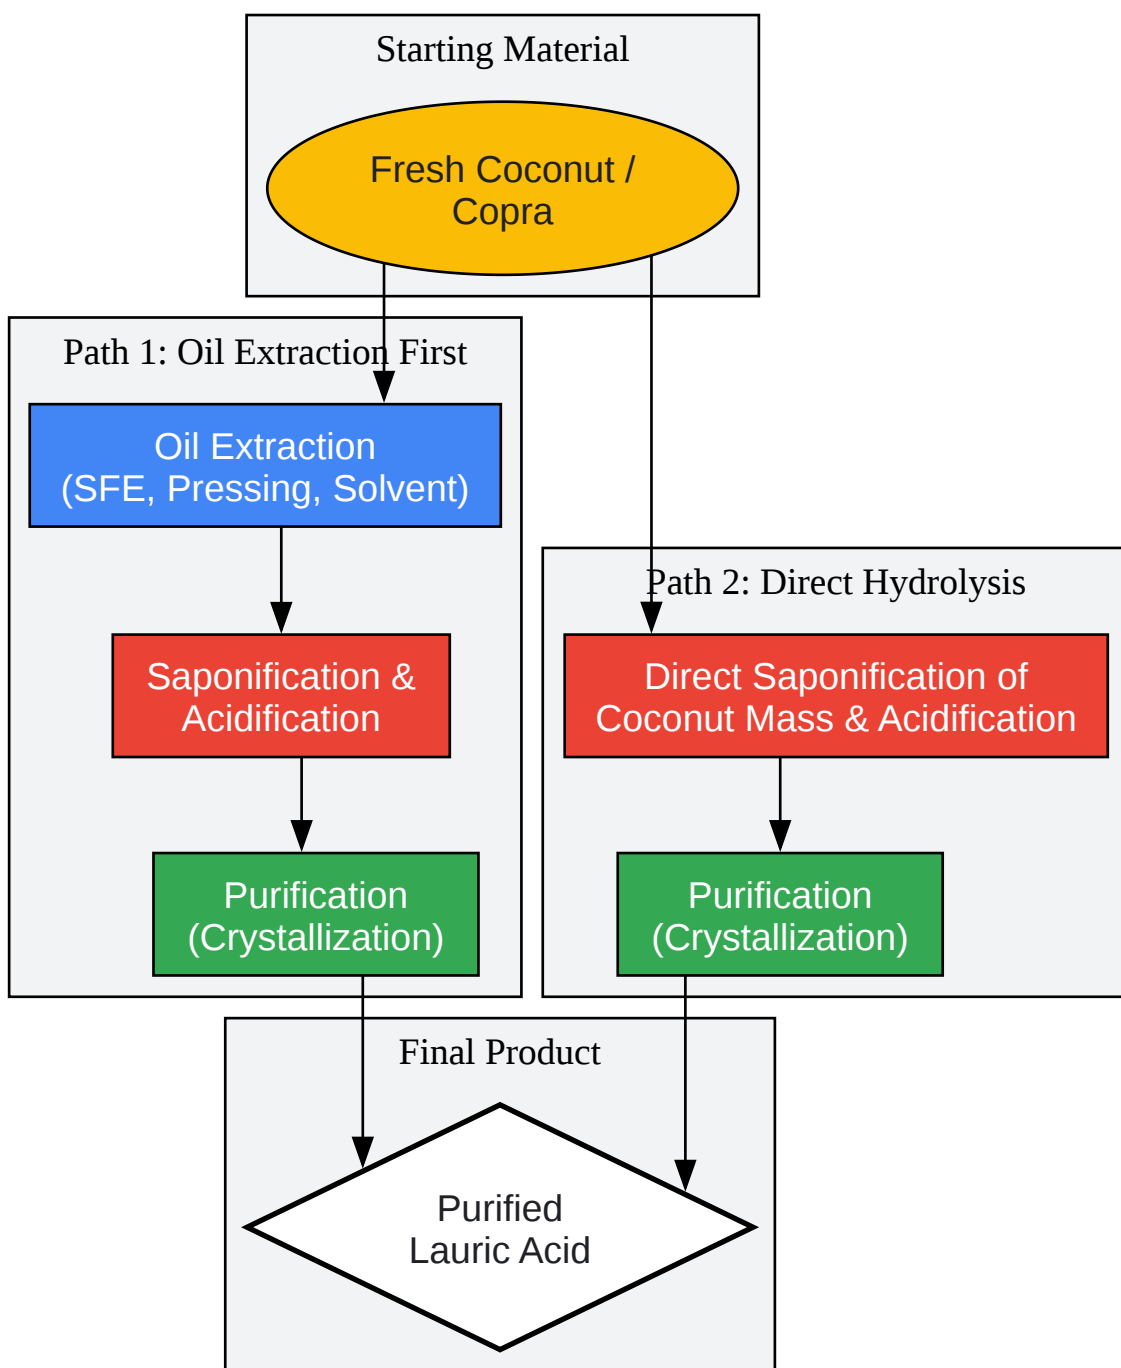 Starting Material
Fresh Coconut /
Copra
Path 1: Oil Extraction First
Oil Extraction
(SFE, Pressing, Solvent)
Saponification &
Acidification
Purification
(Crystallization)
Path 2: Direct Hydrolysis
Direct Saponification of
Coconut Mass & Acidification
Purification
(Crystallization)
Final Product
Purified
Lauric Acid